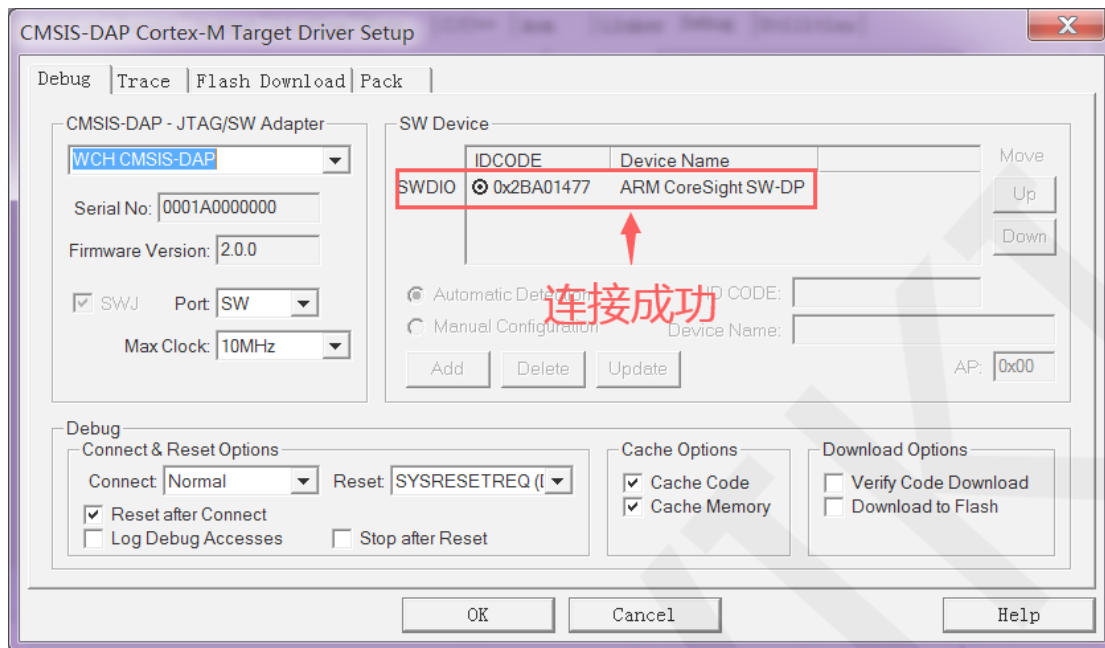 CMSIS-DAP Cortex-M Target Driver Setup
Debug Trace Flash Download Pack
CMSIS-DAP - JTAG/SW Adapter
WCH CMSIS-DAP
Serial No: 0001A0000000
Firmware Version: 2.0.0
SWJ Port: SW
Max Clock: 10MHz
SW Device
IDCODE Device Name
SWDIO 0x2BA01477 ARM CoreSight SW-DP
Move
Up
Down
连接成功
Automatic Detection ID CODE:
Manual Configuration Device Name:
Add Delete Update AP: 0x00
Debug
Connect & Reset Options
Connect: Normal Reset: SYSRESETREQ (
Reset after Connect
Log Debug Accesses Stop after Reset
Cache Options
Cache Code
Cache Memory
Download Options
Verify Code Download
Download to Flash
OK Cancel Help